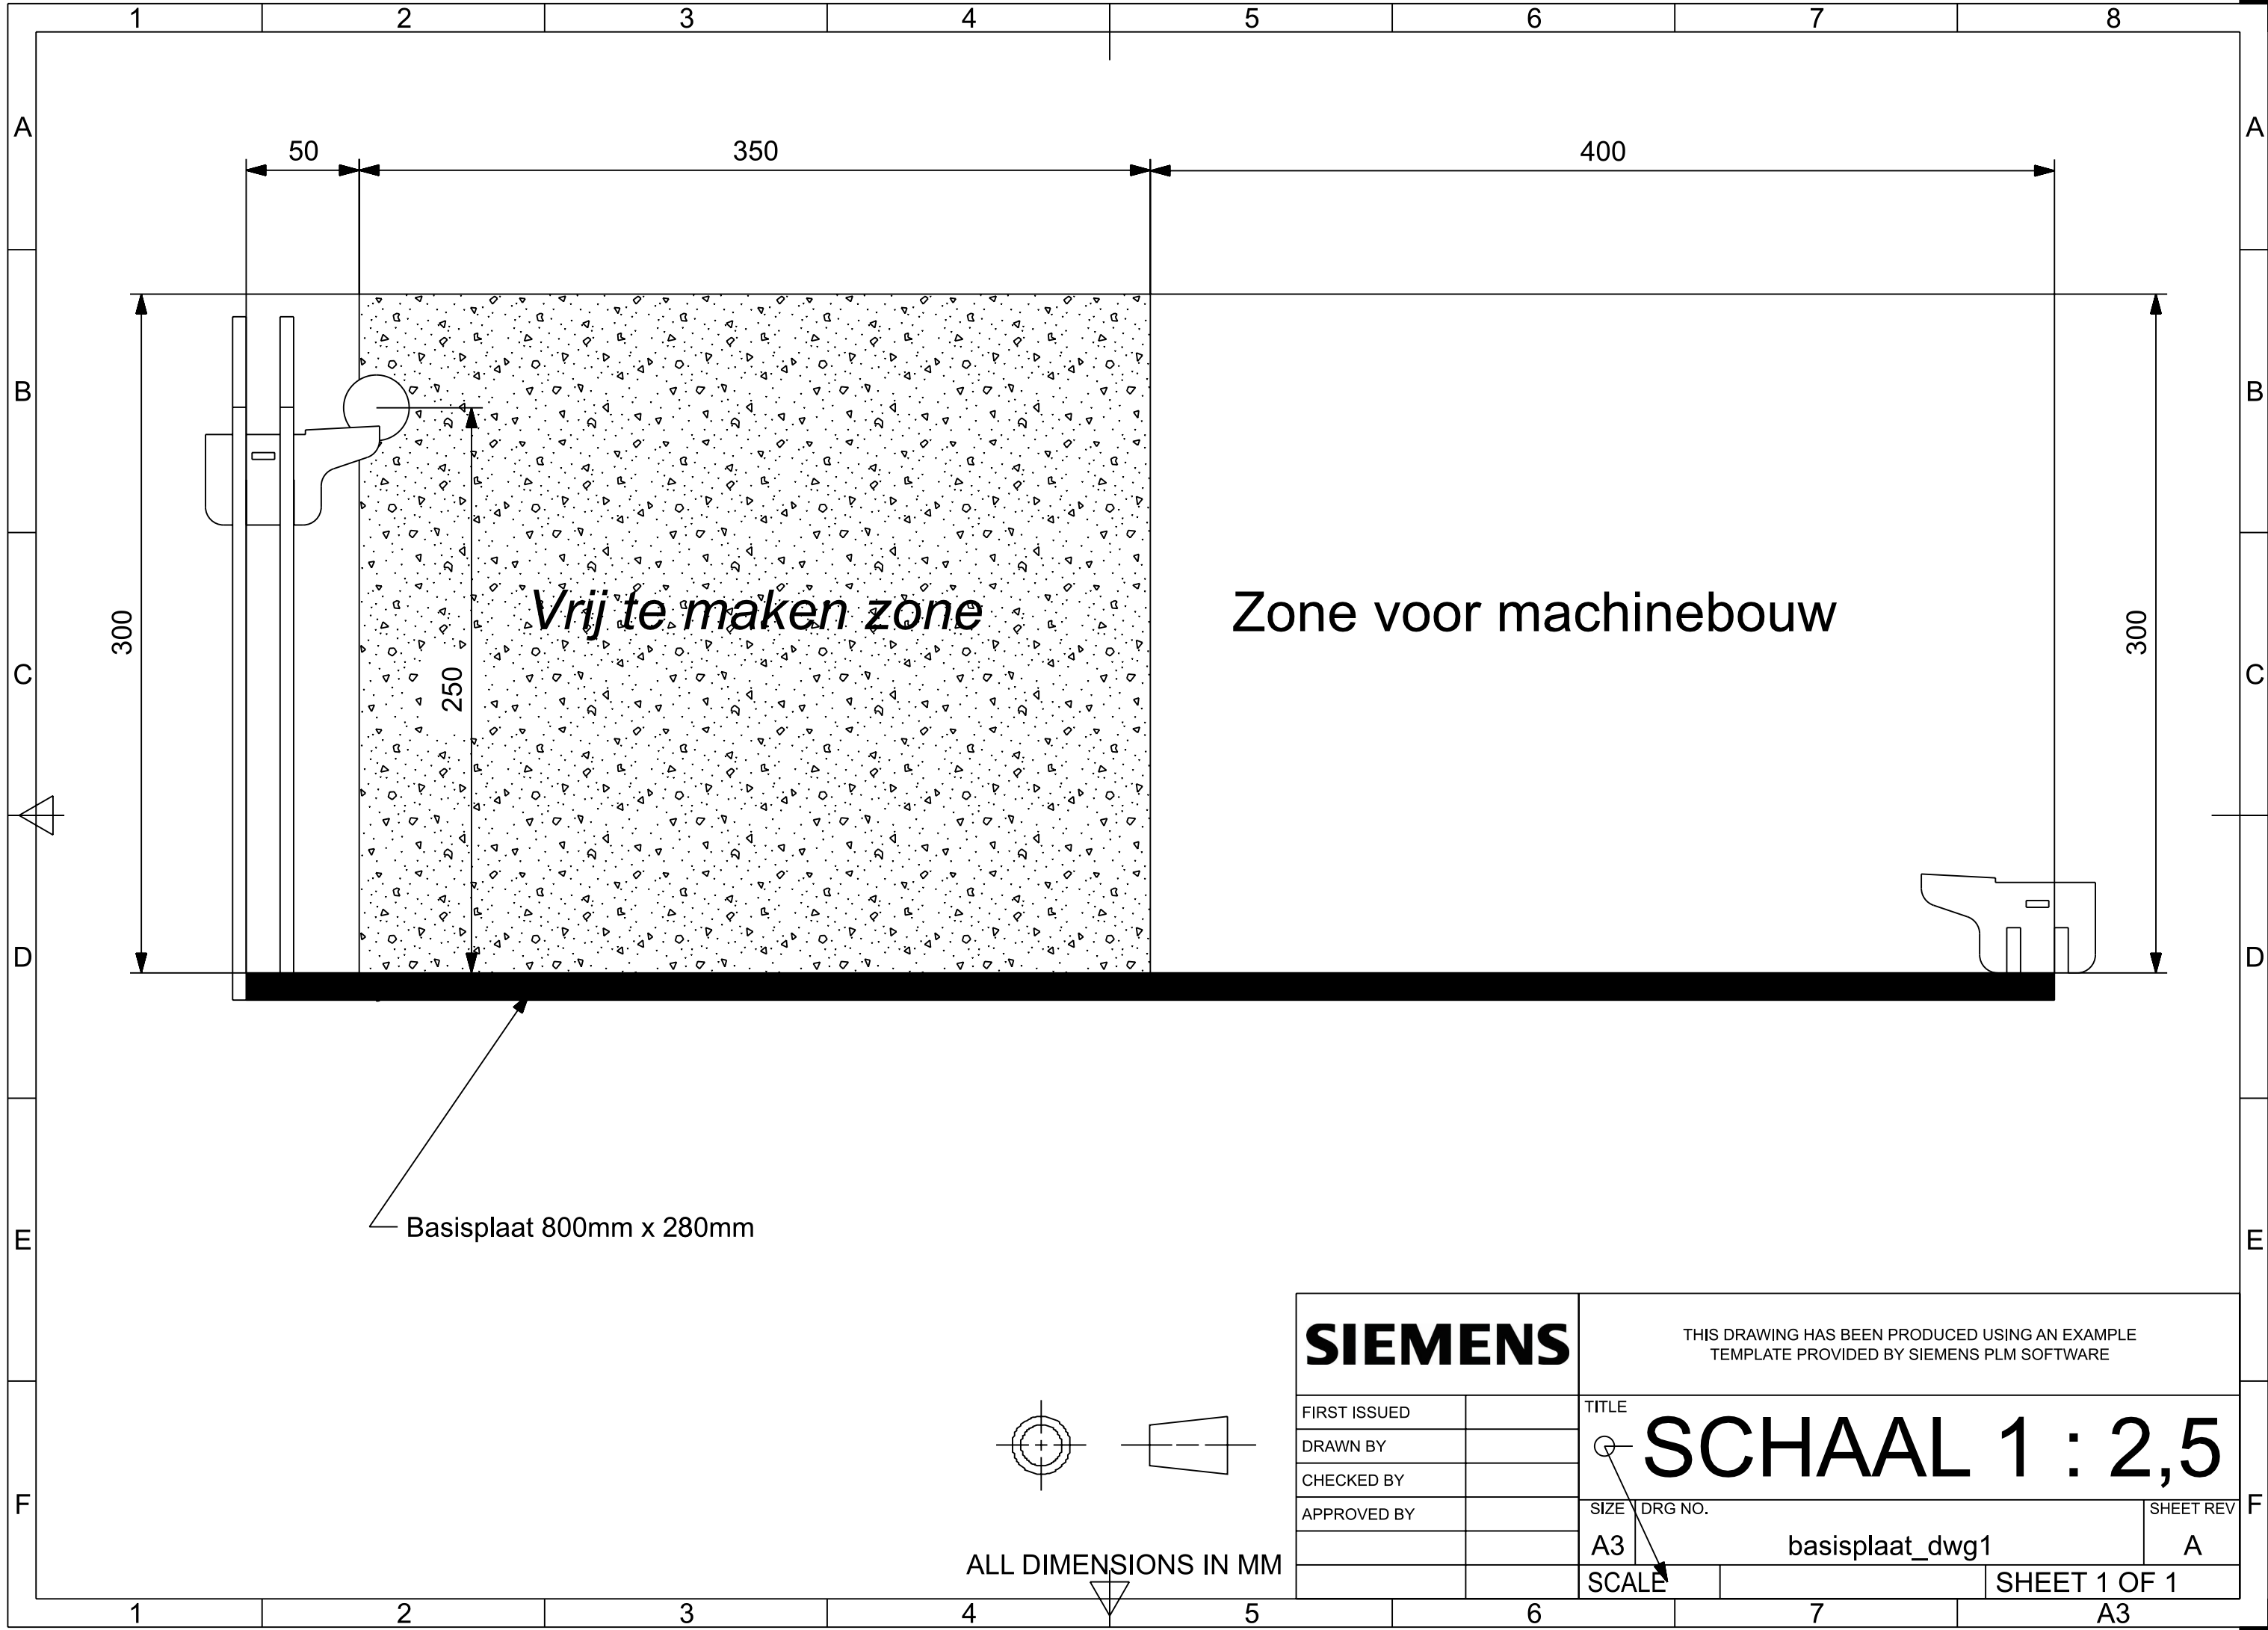 1 2 3 4 5 6 7 8
A A
50 350 400
B B
Vrij te maken zone
Zone voor machinebouw
300 300
C C
250
D D
Basisplaat 800mm x 280mm
E E
SIEMENS
THIS DRAWING HAS BEEN PRODUCED USING AN EXAMPLE
TEMPLATE PROVIDED BY SIEMENS PLM SOFTWARE
FIRST ISSUED
DRAWN BY
CHECKED BY
APPROVED BY
TITLE
SCHAAL 1 : 2,5
F F
SIZE DRG NO. SHEET REV
A3 basisplaat_dwg1 A
ALL DIMENSIONS IN MM
SCALE SHEET 1 OF 1
1 2 3 4 5 6 7 A3